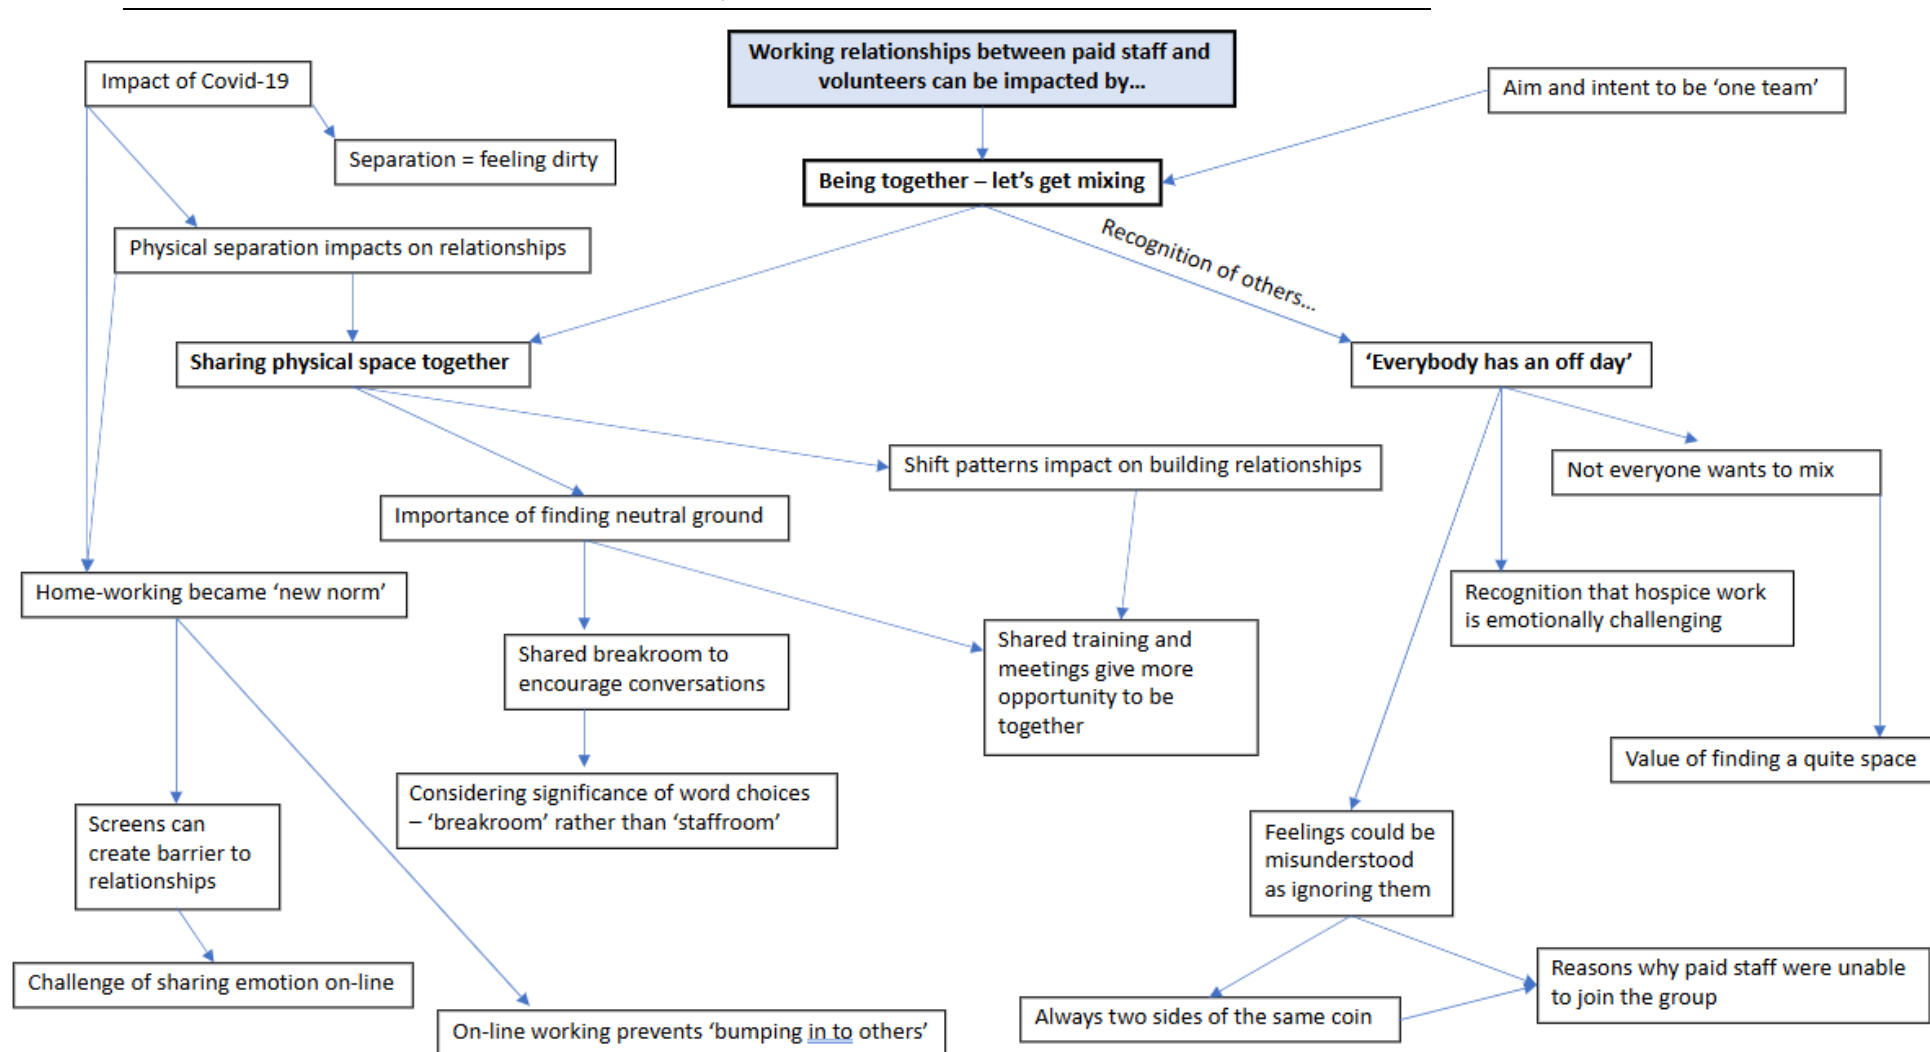 Working relationships between paid staff and
volunteers can be impacted by...
Impact of Covid-19
Aim and intent to be ‘one team’
Separation = feeling dirty
Being together – let’s get mixing
Physical separation impacts on relationships
Recognition of others...
Sharing physical space together
‘Everybody has an off day’
Shift patterns impact on building relationships
Not everyone wants to mix
Importance of finding neutral ground
Home-working became ‘new norm’
Recognition that hospice work
is emotionally challenging
Shared breakroom to
encourage conversations
Shared training and
meetings give more
opportunity to be
together
Value of finding a quite space
Considering significance of word choices
– ‘breakroom’ rather than ‘staffroom’
Screens can
create barrier to
relationships
Feelings could be
misunderstood
as ignoring them
Challenge of sharing emotion on-line
Reasons why paid staff were unable
to join the group
Always two sides of the same coin
On-line working prevents ‘bumping in to others’